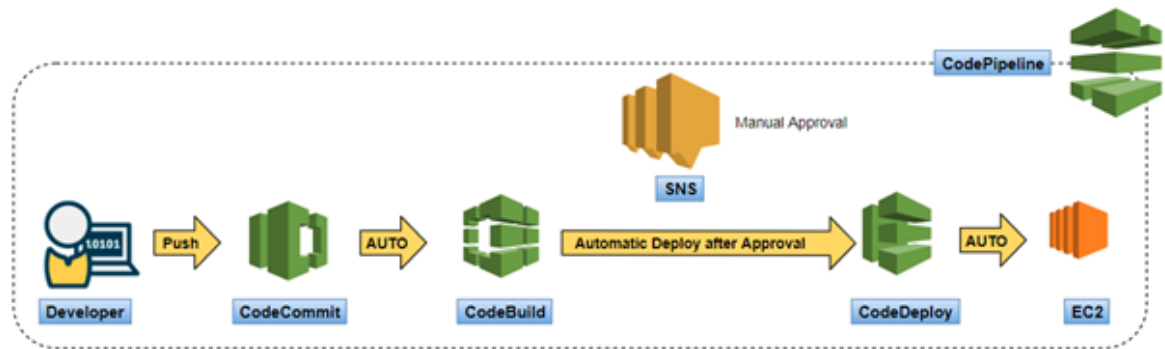 CodePipeline
Manual Approval
SNS
10101
Push
AUTO
Automatic Deploy after Approval
AUTO
Developer
CodeCommit
CodeBuild
CodeDeploy
EC2